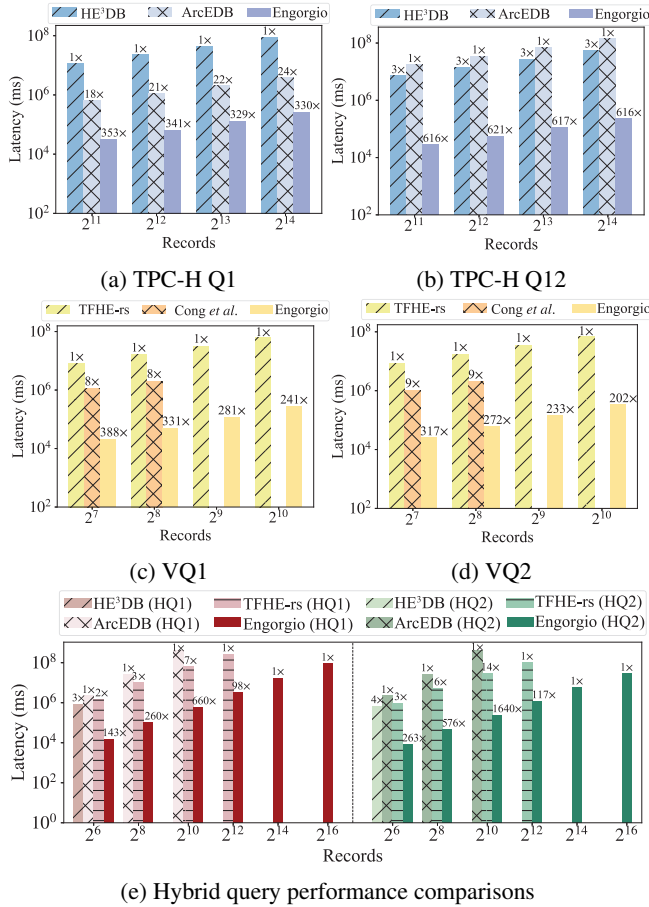 HE³DB ArcEDB Engorgio
HE³DB ArcEDB Engorgio
Latency (ms)
10⁸
10⁶
10⁴
10²
1× 18× 353×
1× 21× 341×
1× 22× 329×
1× 24× 330×
2¹¹ 2¹² 2¹³ 2¹⁴
Records
(a) TPC-H Q1
Latency (ms)
10⁸
10⁶
10⁴
10²
3× 1× 616×
3× 1× 621×
3× 1× 617×
3× 1× 616×
2¹¹ 2¹² 2¹³ 2¹⁴
Records
(b) TPC-H Q12
TFHE-rs Cong et al. Engorgio
TFHE-rs Cong et al. Engorgio
Latency (ms)
10⁸
10⁶
10⁴
10²
1× 8× 388×
1× 8× 331×
1× 281×
1× 241×
2⁷ 2⁸ 2⁹ 2¹⁰
Records
(c) VQ1
Latency (ms)
10⁸
10⁶
10⁴
10²
1× 9× 317×
1× 9× 272×
1× 233×
1× 202×
2⁷ 2⁸ 2⁹ 2¹⁰
Records
(d) VQ2
HE³DB (HQ1) TFHE-rs (HQ1) HE³DB (HQ2) TFHE-rs (HQ2)
ArcEDB (HQ1) Engorgio (HQ1) ArcEDB (HQ2) Engorgio (HQ2)
Latency (ms)
10⁸
10⁶
10⁴
10²
10⁰
3× 1× 2× 143×
1× 3× 260×
1× 7× 660×
1× 98×
1×
1×
4× 1× 3× 263×
1× 6× 576×
1× 4× 1640×
1× 117×
1×
1×
2⁶ 2⁸ 2¹⁰ 2¹² 2¹⁴ 2¹⁶ 2⁶ 2⁸ 2¹⁰ 2¹² 2¹⁴ 2¹⁶
Records Records
(e) Hybrid query performance comparisons